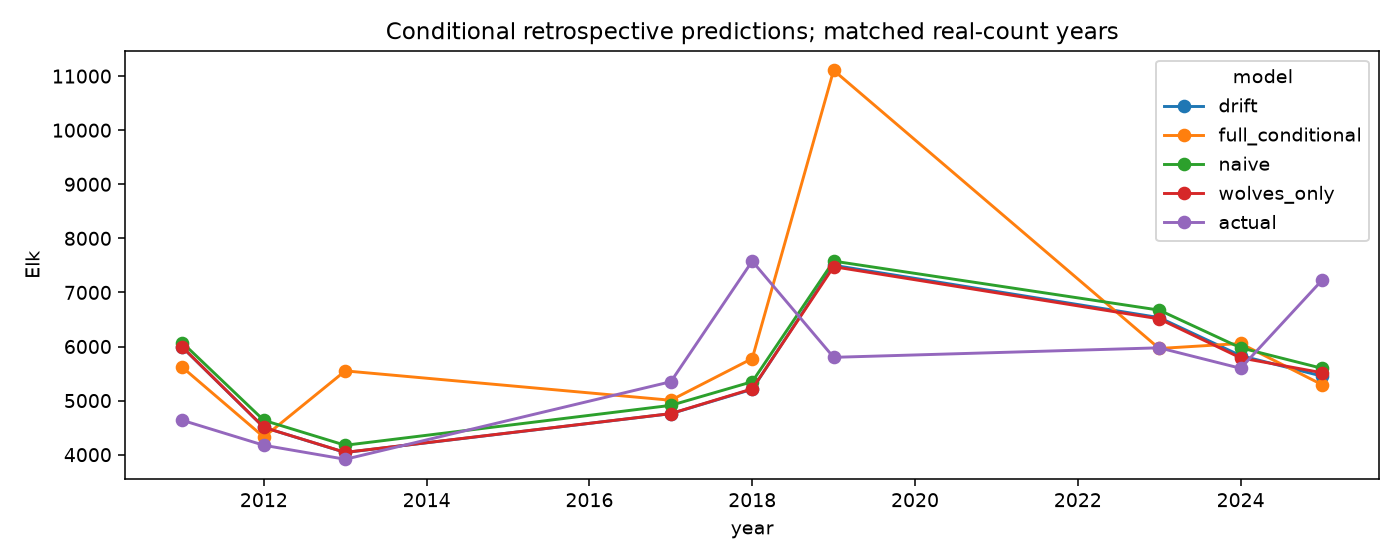 Conditional retrospective predictions; matched real-count years
11000
10000
9000
8000
7000
6000
5000
4000
Elk
model
drift
full_conditional
naive
wolves_only
actual
2012
2014
2016
2018
2020
2022
2024
year